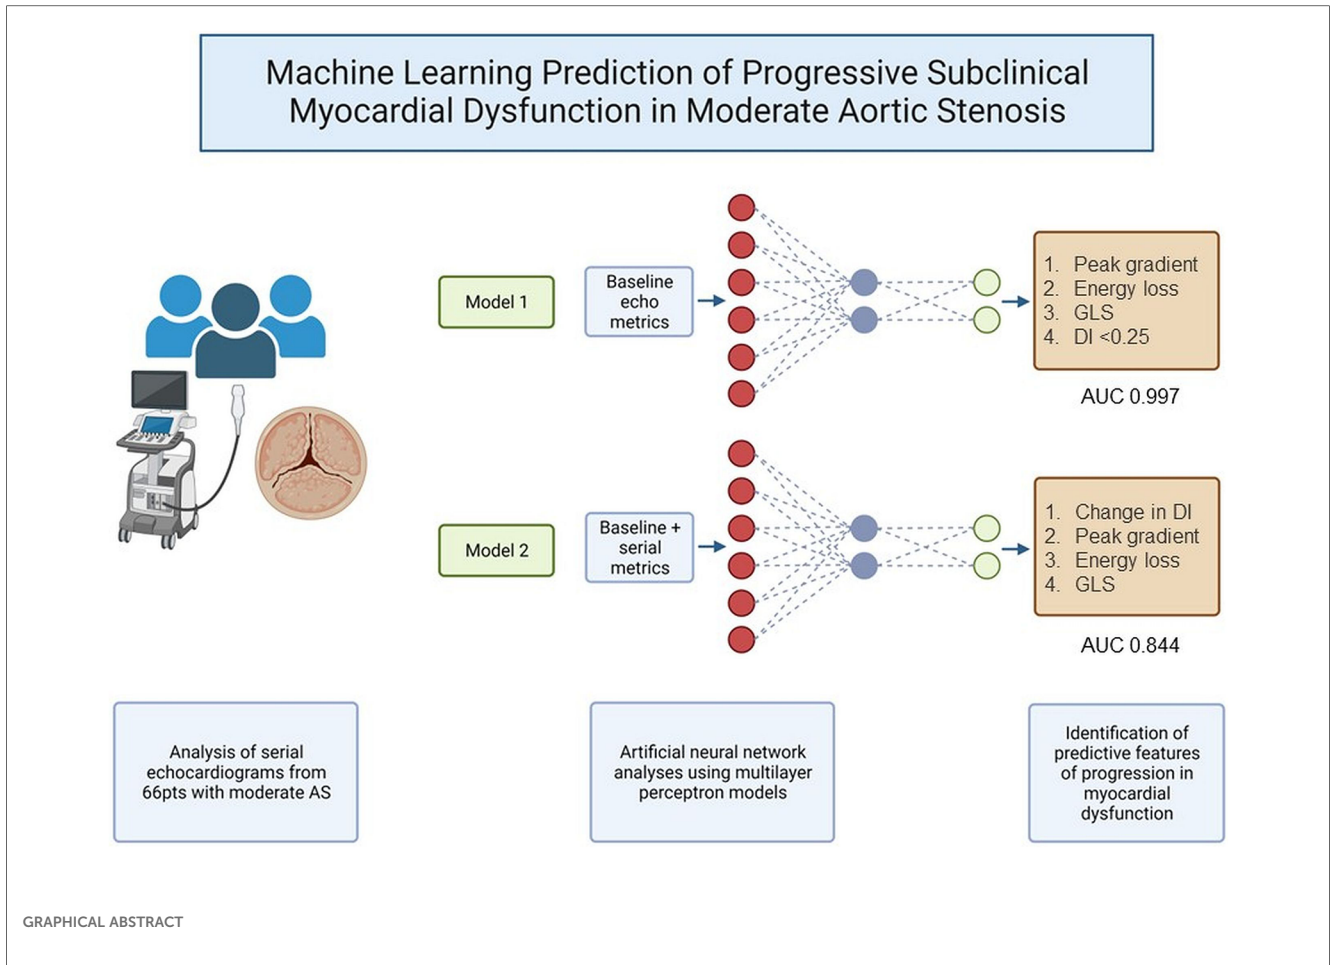 Machine Learning Prediction of Progressive Subclinical
Myocardial Dysfunction in Moderate Aortic Stenosis
Model 1
Baseline
echo
metrics
1. Peak gradient
2. Energy loss
3. GLS
4. DI <0.25
AUC 0.997
Model 2
Baseline +
serial
metrics
1. Change in DI
2. Peak gradient
3. Energy loss
4. GLS
AUC 0.844
Analysis of serial
echocardiograms from
66pts with moderate AS
Artificial neural network
analyses using multilayer
perceptron models
Identification of
predictive features
of progression in
myocardial
dysfunction
GRAPHICAL ABSTRACT